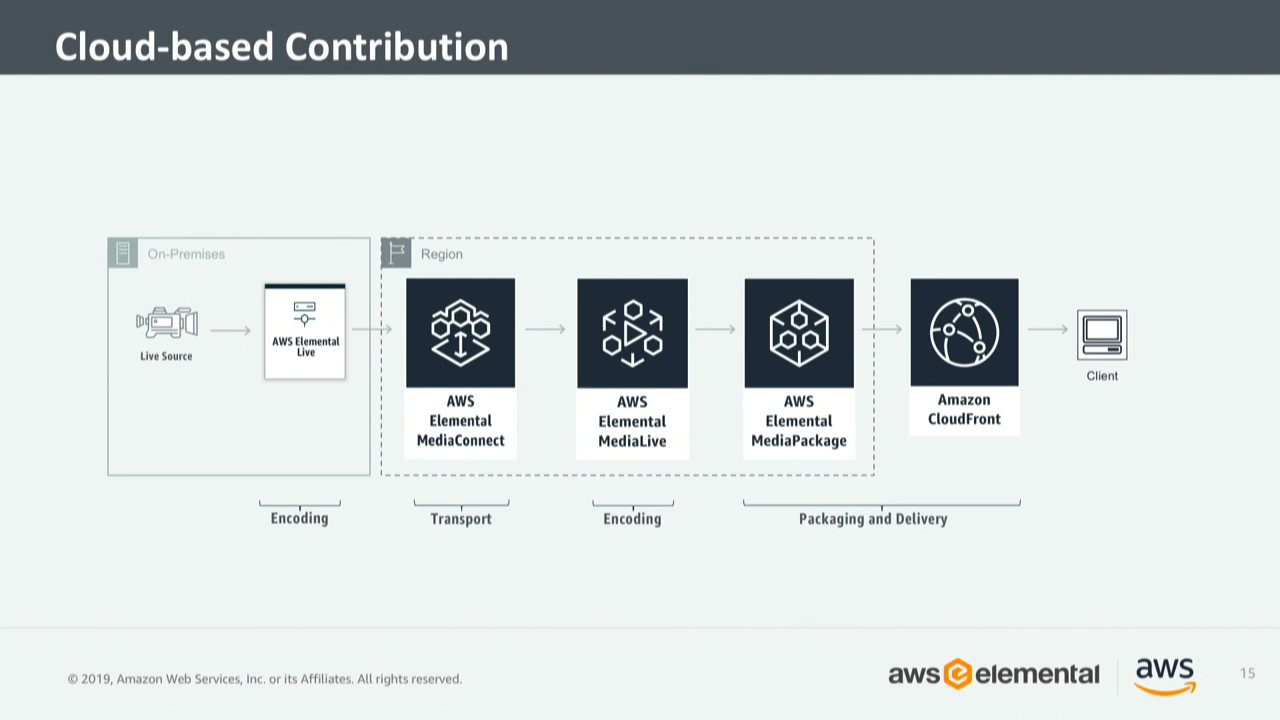 Cloud-based Contribution
On-Premises
Region
Live Source
AWS Elemental
Live
AWS
Elemental
MediaConnect
AWS
Elemental
MediaLive
AWS
Elemental
MediaPackage
Amazon
CloudFront
Client
Encoding
Transport
Encoding
Packaging and Delivery
© 2019, Amazon Web Services, Inc. or its Affiliates. All rights reserved.
aws e elemental
aws
15